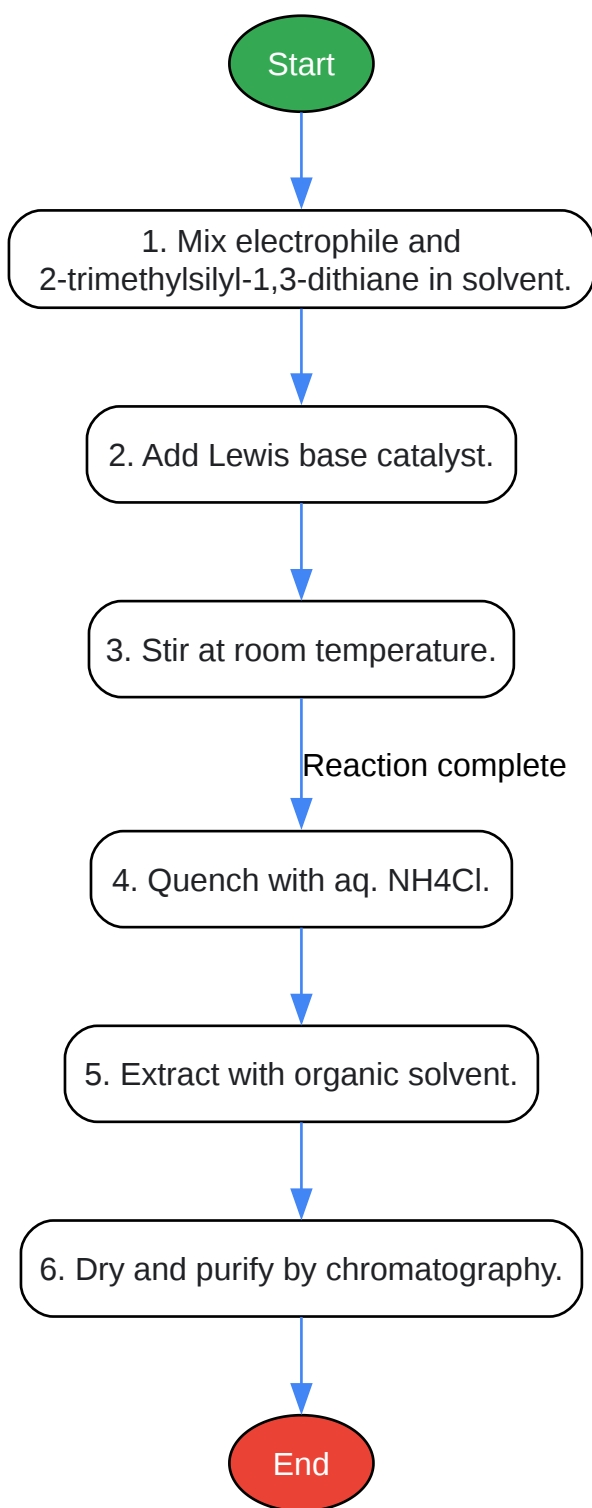 Start
1. Mix electrophile and
2-trimethylsilyl-1,3-dithiane in solvent.
2. Add Lewis base catalyst.
3. Stir at room temperature.
Reaction complete
4. Quench with aq. NH4Cl.
5. Extract with organic solvent.
6. Dry and purify by chromatography.
End